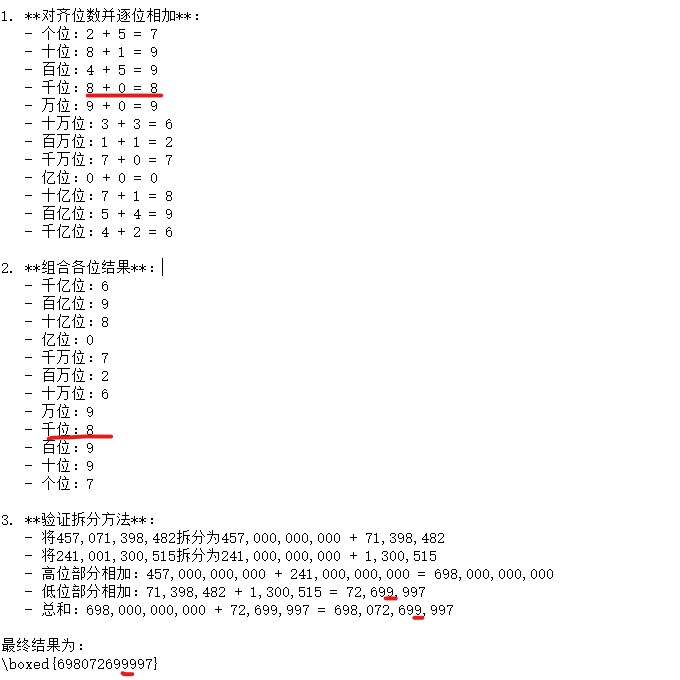 1. **对齐位数并逐位相加**:
- 个位: 2 + 5 = 7
- 十位: 8 + 1 = 9
- 百位: 4 + 5 = 9
- 千位: 8 + 0 = 8
- 万位: 9 + 0 = 9
- 十万位: 3 + 3 = 6
- 百万位: 1 + 1 = 2
- 千万位: 7 + 0 = 7
- 亿位: 0 + 0 = 0
- 十亿位: 7 + 1 = 8
- 百亿位: 5 + 4 = 9
- 千亿位: 4 + 2 = 6
2. **组合各位结果**:
- 千亿位: 6
- 百亿位: 9
- 十亿位: 8
- 亿位: 0
- 千万位: 7
- 百万位: 2
- 十万位: 6
- 万位: 9
- 千位: 8
- 百位: 9
- 十位: 9
- 个位: 7
3. **验证拆分方法**:
- 将457,071,398,482拆分为457,000,000,000 + 71,398,482
- 将241,001,300,515拆分为241,000,000,000 + 1,300,515
- 高位部分相加: 457,000,000,000 + 241,000,000,000 = 698,000,000,000
- 低位部分相加: 71,398,482 + 1,300,515 = 72,699,997
- 总和: 698,000,000,000 + 72,699,997 = 698,072,699,997
最终结果为:
\boxed{698072699997}